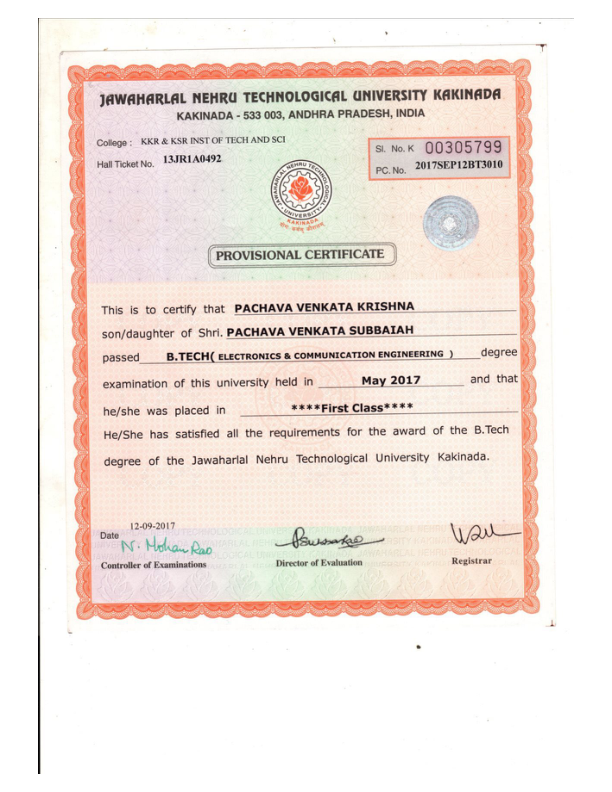 JAWAHARLAL NEHRU TECHNOLOGICAL UNIVERSITY KAKINADA
KAKINADA - 533 003, ANDHRA PRADESH, INDIA
College : KKR & KSR INST OF TECH AND SCI
Hall Ticket No. 13JR1A0492
Sl. No. K 00305799
PC. No. 2017SEP12BT3010
JAWAHARLAL NEHRU TECHNOLOGICAL
UNIVERSITY
KAKINADA
PROVISIONAL CERTIFICATE
This is to certify that PACHAVA VENKATA KRISHNA
son/daughter of Shri. PACHAVA VENKATA SUBBAIAH
passed B.TECH( ELECTRONICS & COMMUNICATION ENGINEERING ) degree
examination of this university held in May 2017 and that
he/she was placed in ****First Class****
He/She has satisfied all the requirements for the award of the B.Tech
degree of the Jawaharlal Nehru Technological University Kakinada.
12-09-2017
Date
N. Mohan Rao
Controller of Examinations
Director of Evaluation
Registrar